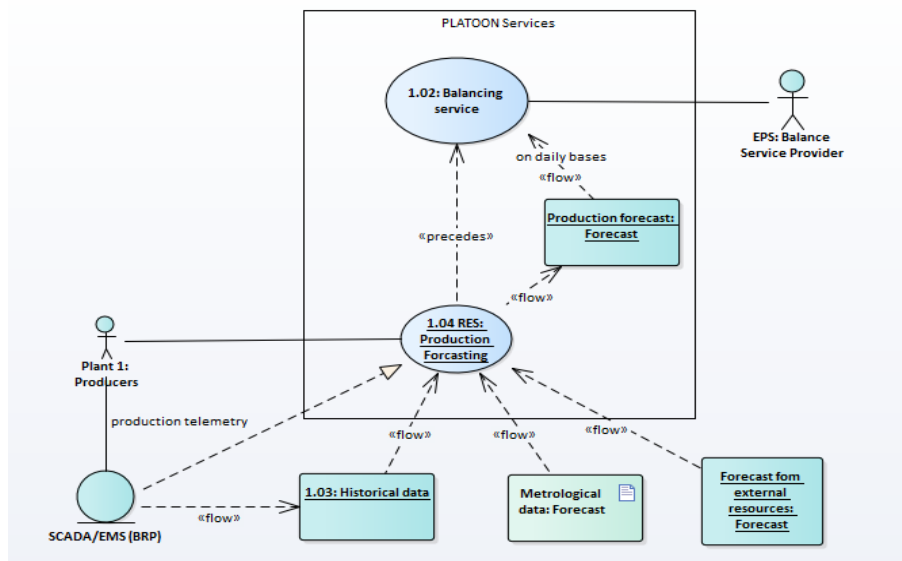 PLATOON Services
1.02: Balancing
service
EPS: Balance
Service Provider
on daily bases
«flow»
Production forecast:
Forecast
«precedes»
«flow»
1.04 RES:
Production
Forcasting
Plant 1:
Producers
production telemetry
«flow»
«flow»
«flow»
1.03: Historical data
Metrological
data: Forecast
Forecast fom
external
resources:
Forecast
«flow»
SCADA/EMS (BRP)